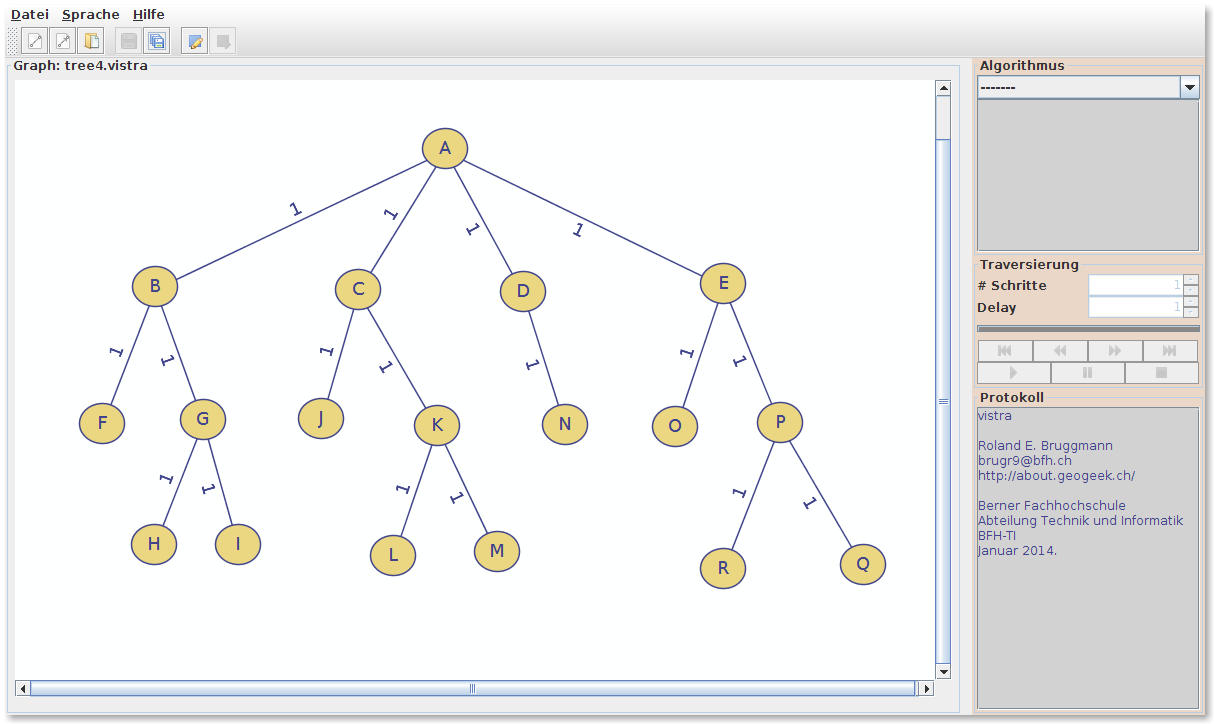 Datei Sprache Hilfe
Graph: tree4.vistra
A
1 1 1 1
B C D E
1 1 1 1 1 1 1
F G J K N O P
1 1 1 1 1 1
H I L M R Q
Algorithmus
-------
Traversierung
# Schritte 1
Delay 1
Protokoll
vistra
Roland E. Bruggmann
brugr9@bfh.ch
http://about.geogeek.ch/
Berner Fachhochschule
Abteilung Technik und Informatik
BFH-TI
Januar 2014.